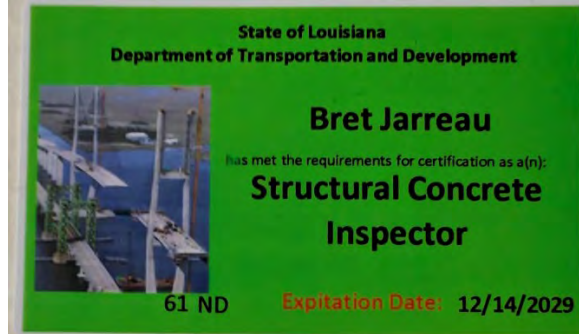 State of Louisiana
Department of Transportation and Development
Bret Jarreau
has met the requirements for certification as a(n):
Structural Concrete
Inspector
61 ND
Expitation Date: 12/14/2029